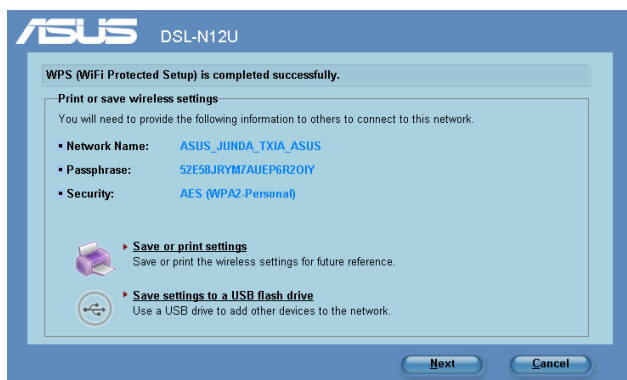 ASUS DSL-N12U
WPS (WiFi Protected Setup) is completed successfully.
Print or save wireless settings
You will need to provide the following information to others to connect to this network.
Network Name: ASUS_JUNDA_TXIA_ASUS
Passphrase: 52E58JRYM7AUEP6R2OIY
Security: AES (WPA2-Personal)
Save or print settings
Save or print the wireless settings for future reference.
Save settings to a USB flash drive
Use a USB drive to add other devices to the network.
Next Cancel